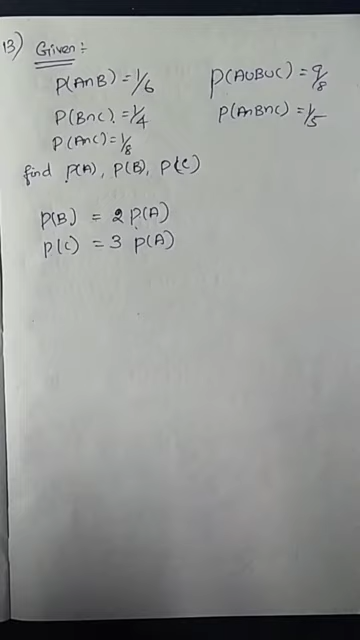 13) Given:-
P(A∩B) = 1/6 P(A∪B∪C) = 9/8
P(B∩C) = 1/4 P(A∩B∩C) = 1/5
P(A∩C) = 1/8
find P(A), P(B), P(C)
P(B) = 2 P(A)
P(C) = 3 P(A)